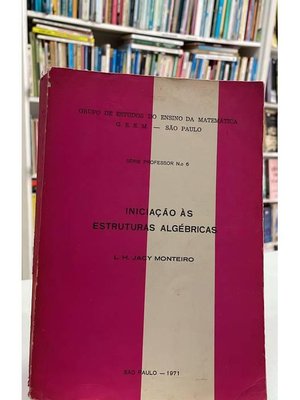 GRUPO DE ESTUDOS DO ENSINO DA MATEMÁTICA
G. E. E. M. — SÃO PAULO
SÉRIE PROFESSOR N.o 6
INICIAÇÃO ÀS
ESTRUTURAS ALGÉBRICAS
L. H. JACY MONTEIRO
SÃO PAULO — 1971